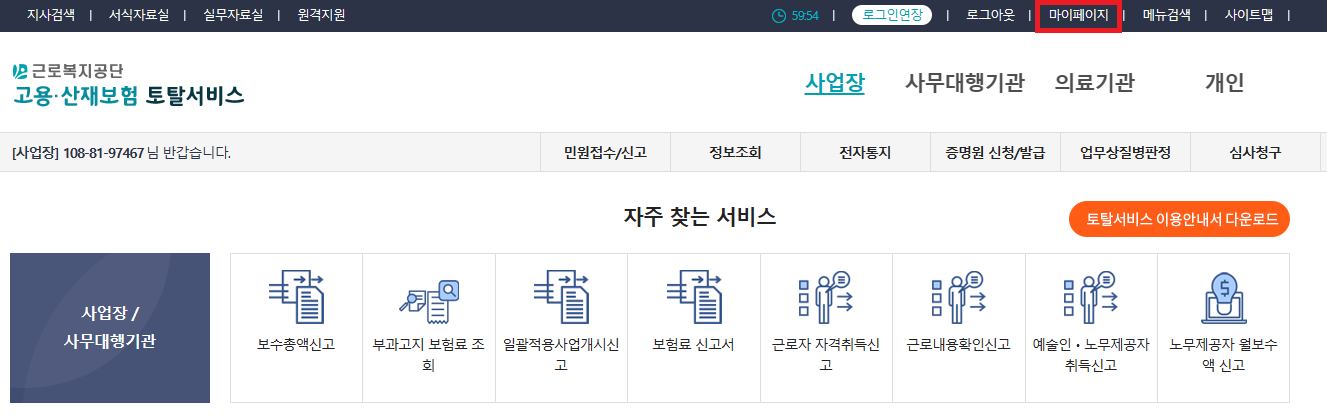 지사검색 | 서식자료실 | 실무자료실 | 원격지원
59:54 | 로그인연장 | 로그아웃 | 마이페이지 | 메뉴검색 | 사이트맵 |
근로복지공단
고용·산재보험 토탈서비스
사업장 사무대행기관 의료기관 개인
[사업장] 108-81-97467 님 반갑습니다.
민원접수/신고 정보조회 전자통지 증명원 신청/발급 업무상질병판정 심사청구
자주 찾는 서비스
토탈서비스 이용안내서 다운로드
사업장 /
사무대행기관
보수총액신고
부과고지 보험료 조
회
일괄적용사업개시신
고
보험료 신고서
근로자 자격취득신
고
근로내용확인신고
예술인·노무제공자
취득신고
노무제공자 월보수
액 신고